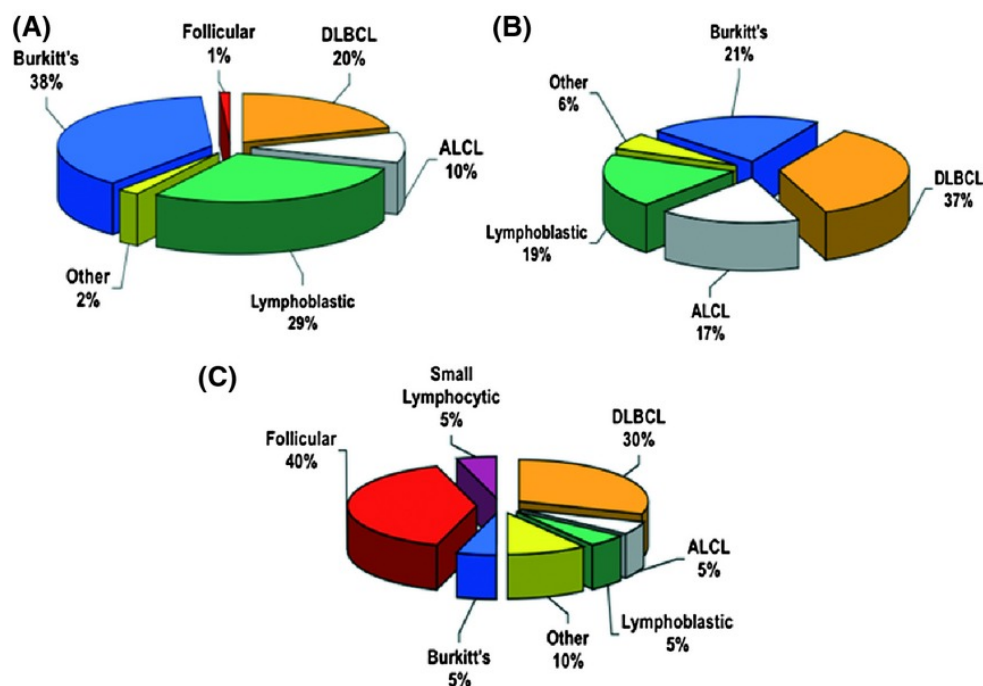 (A)
Follicular
1%
DLBCL
20%
Burkitt's
38%
ALCL
10%
Other
2%
Lymphoblastic
29%
(B)
Burkitt's
21%
Other
6%
DLBCL
37%
Lymphoblastic
19%
ALCL
17%
(C)
Small
Lymphocytic
5%
DLBCL
30%
Follicular
40%
ALCL
5%
Lymphoblastic
5%
Other
10%
Burkitt's
5%